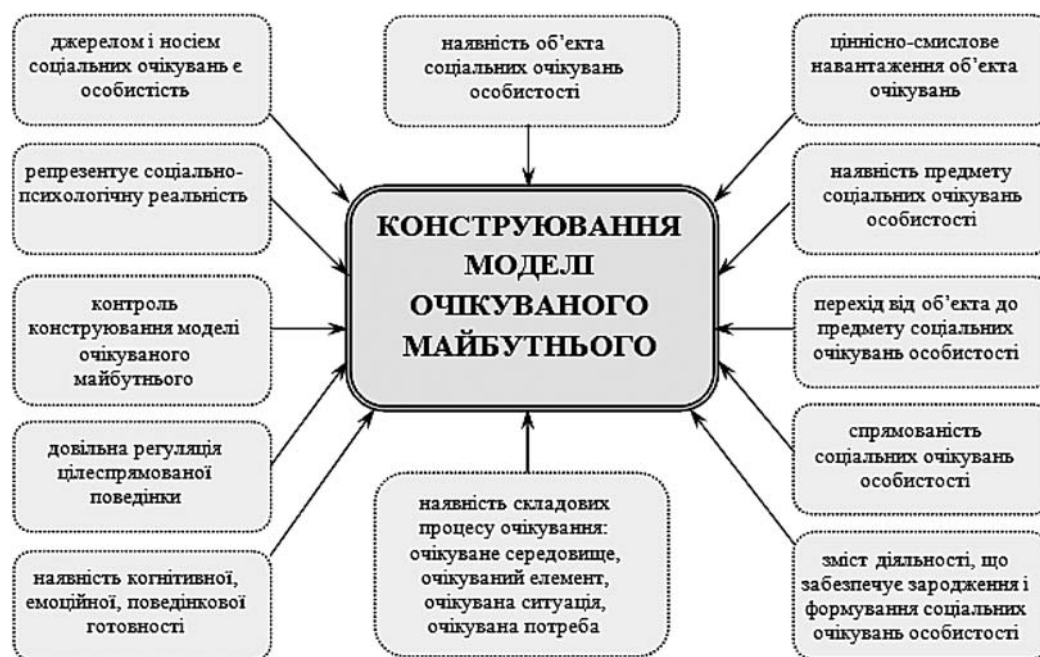 джерелом і носієм
соціальних очікувань є
особистість
наявність об’єкта
соціальних очікувань
особистості
ціннісно-смислове
навантаження об’єкта
очікувань
репрезентує соціально-
психологічну реальність
наявність предмету
соціальних очікувань
особистості
КОНСТРУЮВАННЯ
МОДЕЛІ
ОЧІКУВАНОГО
МАЙБУТНЬОГО
контроль
конструювання моделі
очікуваного
майбутнього
перехід від об’єкта до
предмету соціальних
очікувань особистості
довільна регуляція
цілеспрямованої
поведінки
спрямованість
соціальних очікувань
особистості
наявність когнітивної,
емоційної, поведінкової
готовності
наявність складових
процесу очікування:
очікуване середовище,
очікуваний елемент,
очікувана ситуація,
очікувана потреба
зміст діяльності, що
забезпечує зародження і
формування соціальних
очікувань особистості